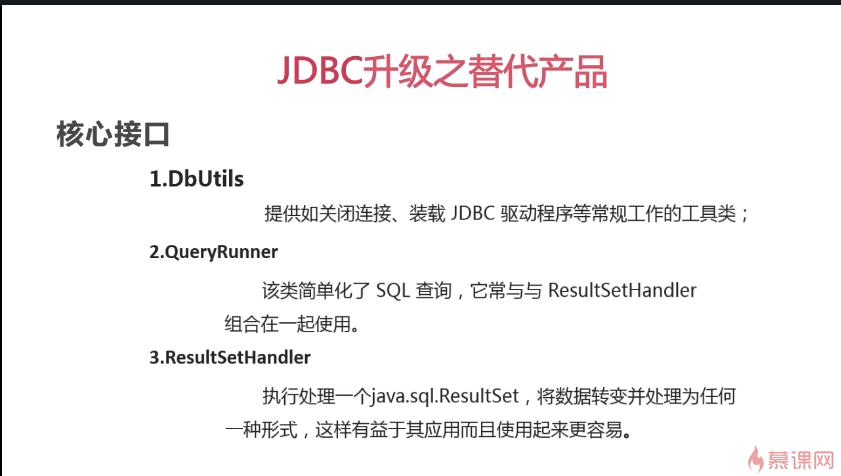 JDBC升级之替代产品
核心接口
1.DbUtils
提供如关闭连接、装载 JDBC 驱动程序等常规工作的工具类；
2.QueryRunner
该类简单化了 SQL 查询，它常与与 ResultSetHandler
组合在一起使用。
3.ResultSetHandler
执行处理一个java.sql.ResultSet，将数据转变并处理为任何
一种形式，这样有益于其应用而且使用起来更容易。
慕课网